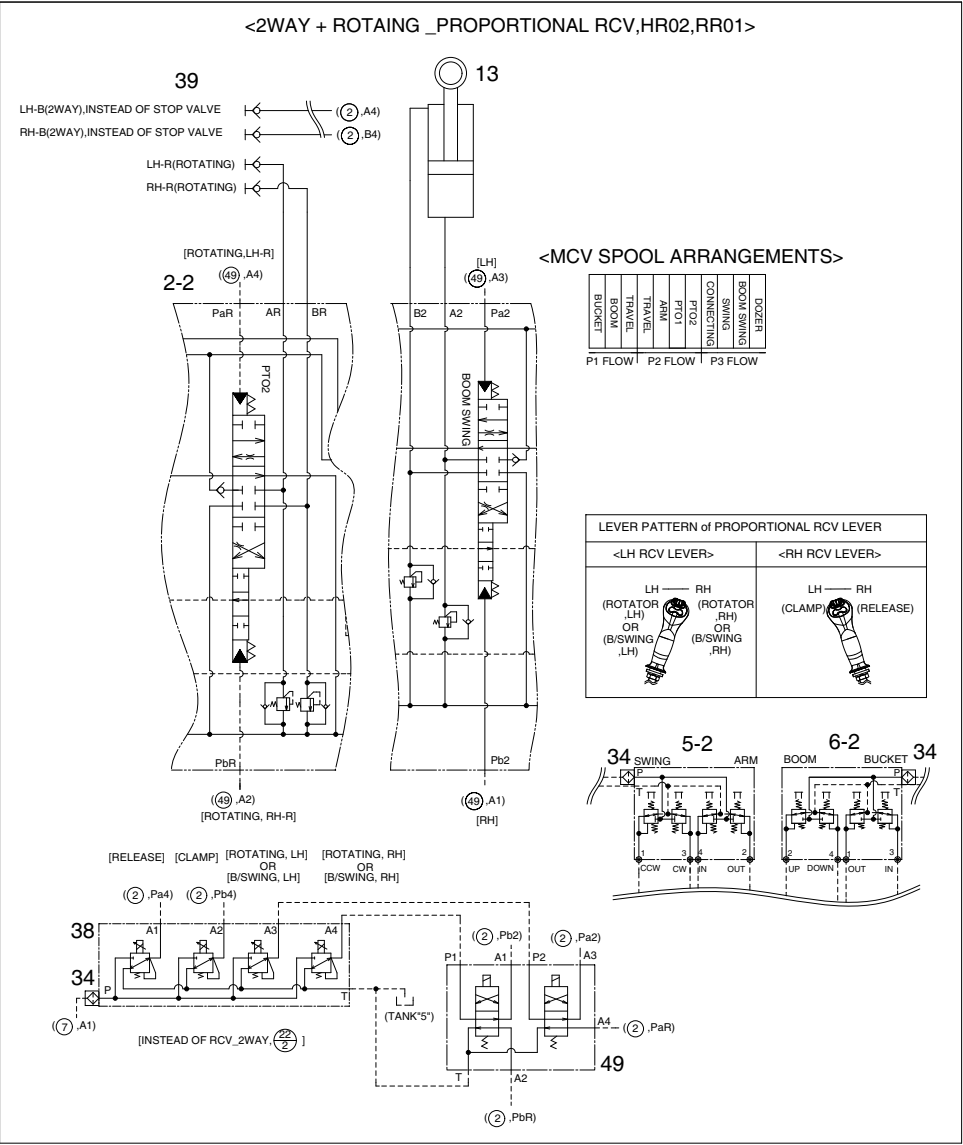 <2WAY + ROTAING _PROPORTIONAL RCV,HR02,RR01>
39
13
LH-B(2WAY),INSTEAD OF STOP VALVE
(2 ,A4)
RH-B(2WAY),INSTEAD OF STOP VALVE
(2 ,B4)
LH-R(ROTATING)
RH-R(ROTATING)
[ROTATING,LH-R]
(49 ,A4)
2-2
[LH]
(49 ,A3)
PaR
AR
BR
B2
A2
Pa2
PTO2
BOOM SWING
<MCV SPOOL ARRANGEMENTS>
BUCKET
BOOM
TRAVEL
TRAVEL
ARM
PTO1
PTO2
CONNECTING
SWING
BOOM SWING
DOZER
P1 FLOW
P2 FLOW
P3 FLOW
PbR
(49 ,A2)
[ROTATING, RH-R]
Pb2
(49 ,A1)
[RH]
LEVER PATTERN of PROPORTIONAL RCV LEVER
<LH RCV LEVER>
<RH RCV LEVER>
LH
RH
(ROTATOR
,LH)
OR
(B/SWING
,LH)
(ROTATOR
,RH)
OR
(B/SWING
,RH)
LH
RH
(CLAMP)
(RELEASE)
34
5-2
6-2
34
SWING
ARM
BOOM
BUCKET
P
T
P
T
1
3
4
2
2
4
1
3
CCW
CW
IN
OUT
UP
DOWN
OUT
IN
[RELEASE]
[CLAMP]
[ROTATING, LH]
OR
[B/SWING, LH]
[ROTATING, RH]
OR
[B/SWING, RH]
(2 ,Pa4)
(2 ,Pb4)
38
A1
A2
A3
A4
34
P
T
(7 ,A1)
[INSTEAD OF RCV_2WAY, 22
2 ]
(TANK"5")
(2 ,Pb2)
(2 ,Pa2)
P1
A1
P2
A3
A4
(2 ,PaR)
49
T
A2
(2 ,PbR)